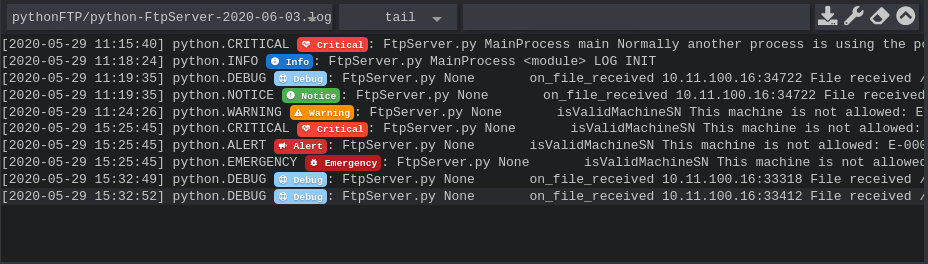 pythonFTP/python-FtpServer-2020-06-03.log tail
[2020-05-29 11:15:40] python.CRITICAL Critical: FtpServer.py MainProcess main Normally another process is using the
[2020-05-29 11:18:24] python.INFO Info: FtpServer.py MainProcess <module> LOG INIT
[2020-05-29 11:19:35] python.DEBUG Debug: FtpServer.py None on_file_received 10.11.100.16:34722 File received /
[2020-05-29 11:19:35] python.NOTICE Notice: FtpServer.py None on_file_received 10.11.100.16:34722 File received
[2020-05-29 11:24:26] python.WARNING Warning: FtpServer.py None isValidMachineSN This machine is not allowed: E
[2020-05-29 15:25:45] python.CRITICAL Critical: FtpServer.py None isValidMachineSN This machine is not allowed:
[2020-05-29 15:25:45] python.ALERT Alert: FtpServer.py None isValidMachineSN This machine is not allowed: E-000
[2020-05-29 15:25:45] python.EMERGENCY Emergency: FtpServer.py None isValidMachineSN This machine is not allowed
[2020-05-29 15:32:49] python.DEBUG Debug: FtpServer.py None on_file_received 10.11.100.16:33318 File received /
[2020-05-29 15:32:52] python.DEBUG Debug: FtpServer.py None on_file_received 10.11.100.16:33412 File received /